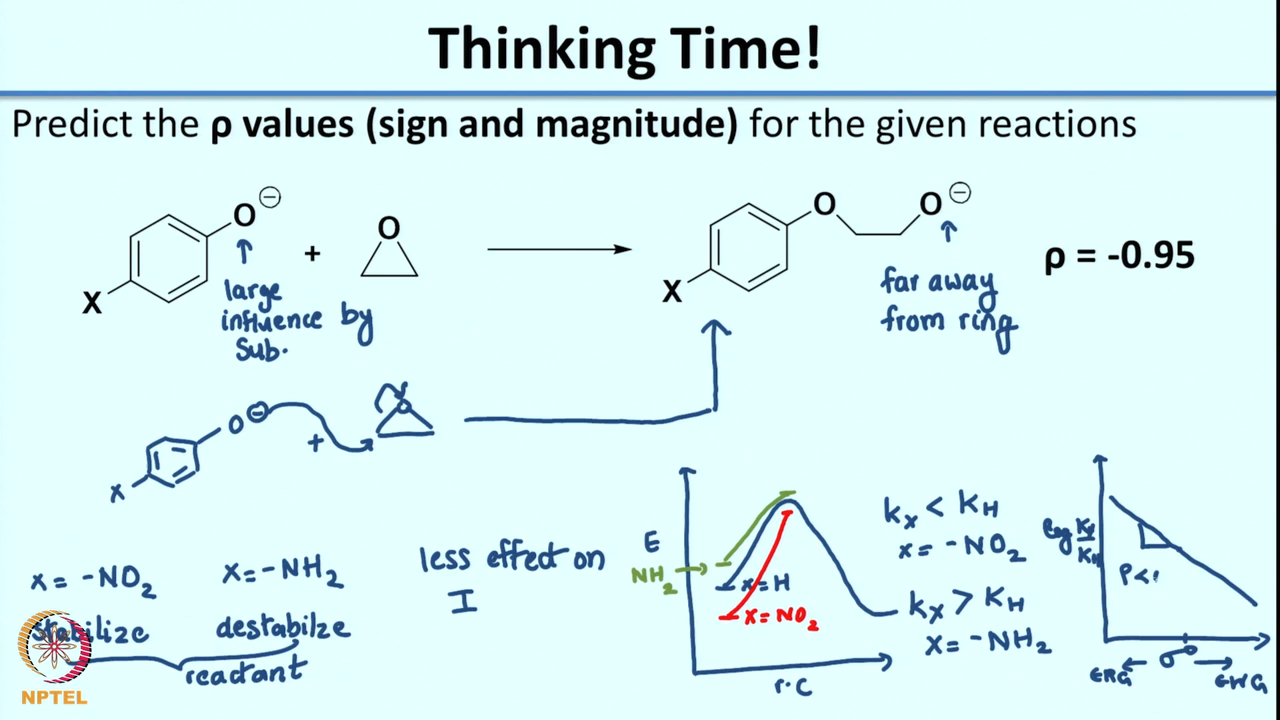 Thinking Time!
Predict the ρ values (sign and magnitude) for the given reactions
O ⊖
X
+
O
O
O ⊖
X
ρ = -0.95
↑
large
influence by
Sub.
↑
far away
from ring
x
O ⊖
+
x = -NO2
x = -NH2
stabilize
destabilze
reactant
less effect on
I
E
NH2 →
x = H
x = NO2
r.C
kx < KH
x = -NO2
kx > KH
x = -NH2
log Kx/KH
ERG ← σ → EWG
NPTEL